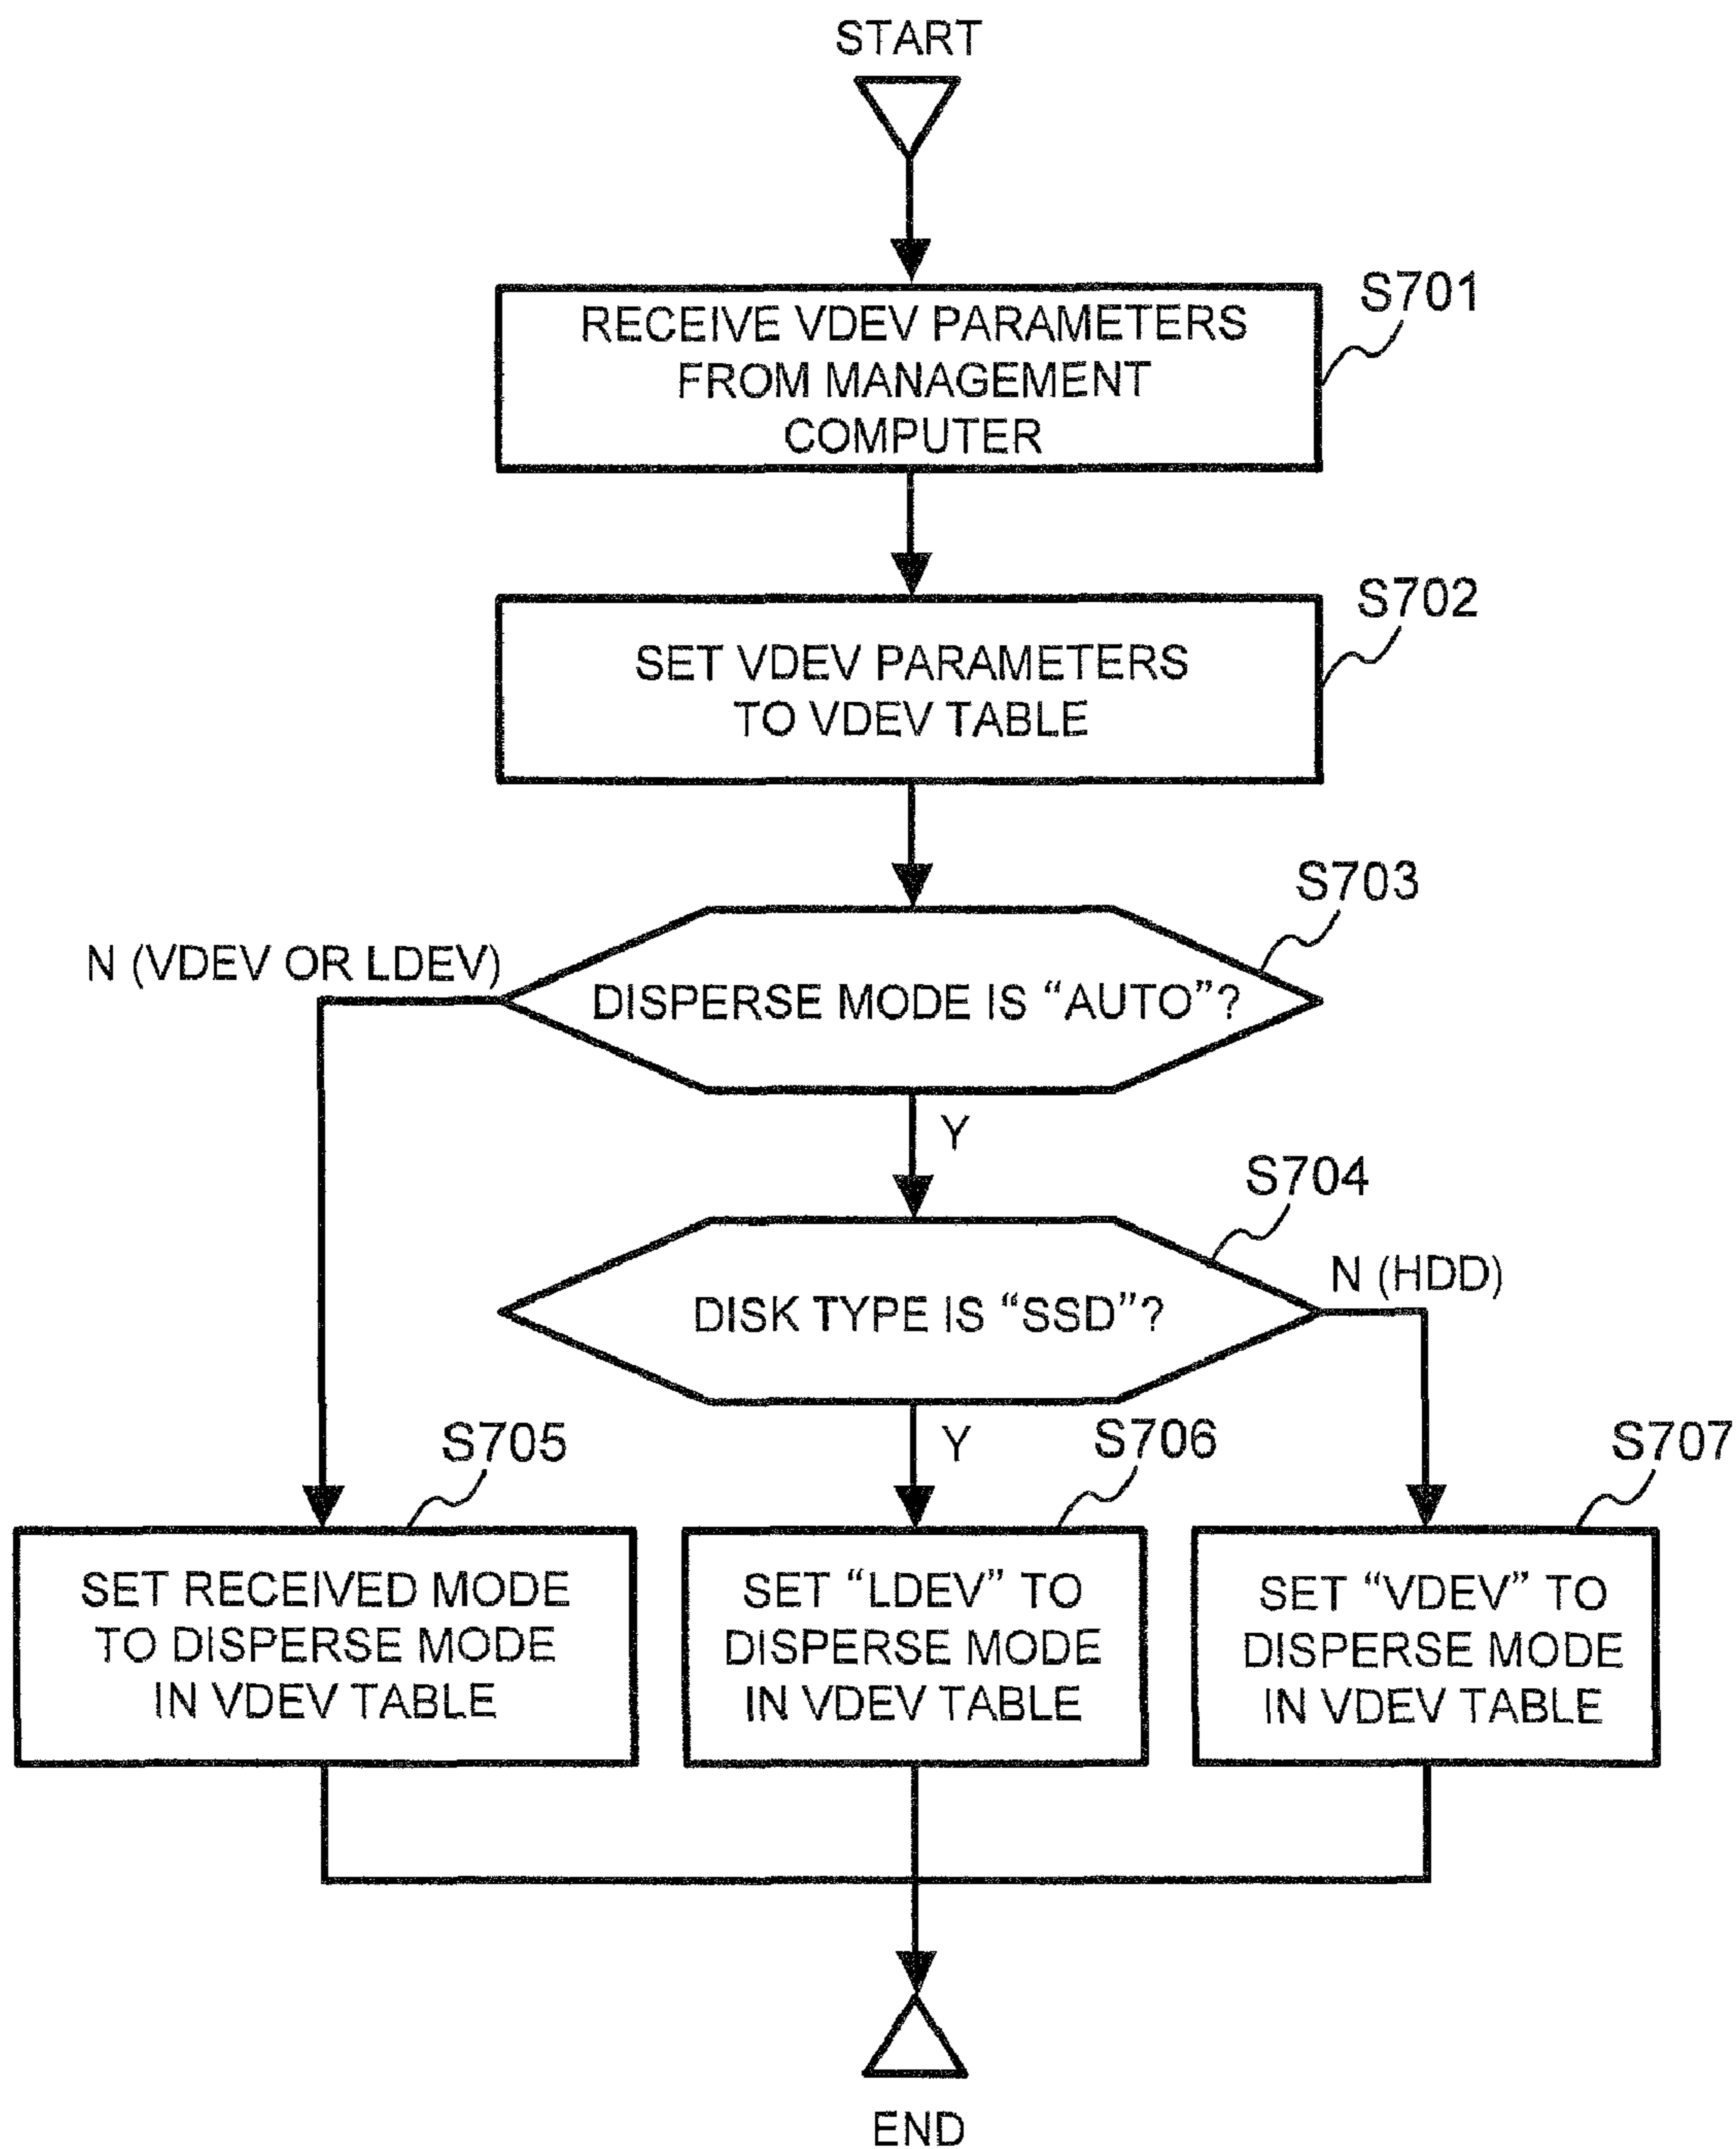 START
S701
RECEIVE VDEV PARAMETERS
FROM MANAGEMENT
COMPUTER
S702
SET VDEV PARAMETERS
TO VDEV TABLE
S703
N (VDEV OR LDEV)
DISPERSE MODE IS “AUTO”?
Y
S704
N (HDD)
DISK TYPE IS “SSD”?
Y
S705
SET RECEIVED MODE
TO DISPERSE MODE
IN VDEV TABLE
S706
SET “LDEV” TO
DISPERSE MODE
IN VDEV TABLE
S707
SET “VDEV” TO
DISPERSE MODE
IN VDEV TABLE
END